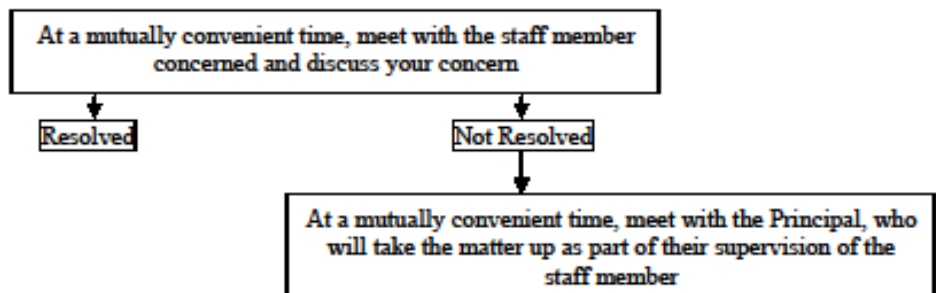 At a mutually convenient time, meet with the staff member
concerned and discuss your concern
Resolved
Not Resolved
At a mutually convenient time, meet with the Principal, who
will take the matter up as part of their supervision of the
staff member